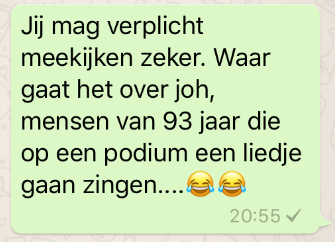 Jij mag verplicht
meekijken zeker. Waar
gaat het over joh,
mensen van 93 jaar die
op een podium een liedje
gaan zingen....😂😂
20:55 ✓